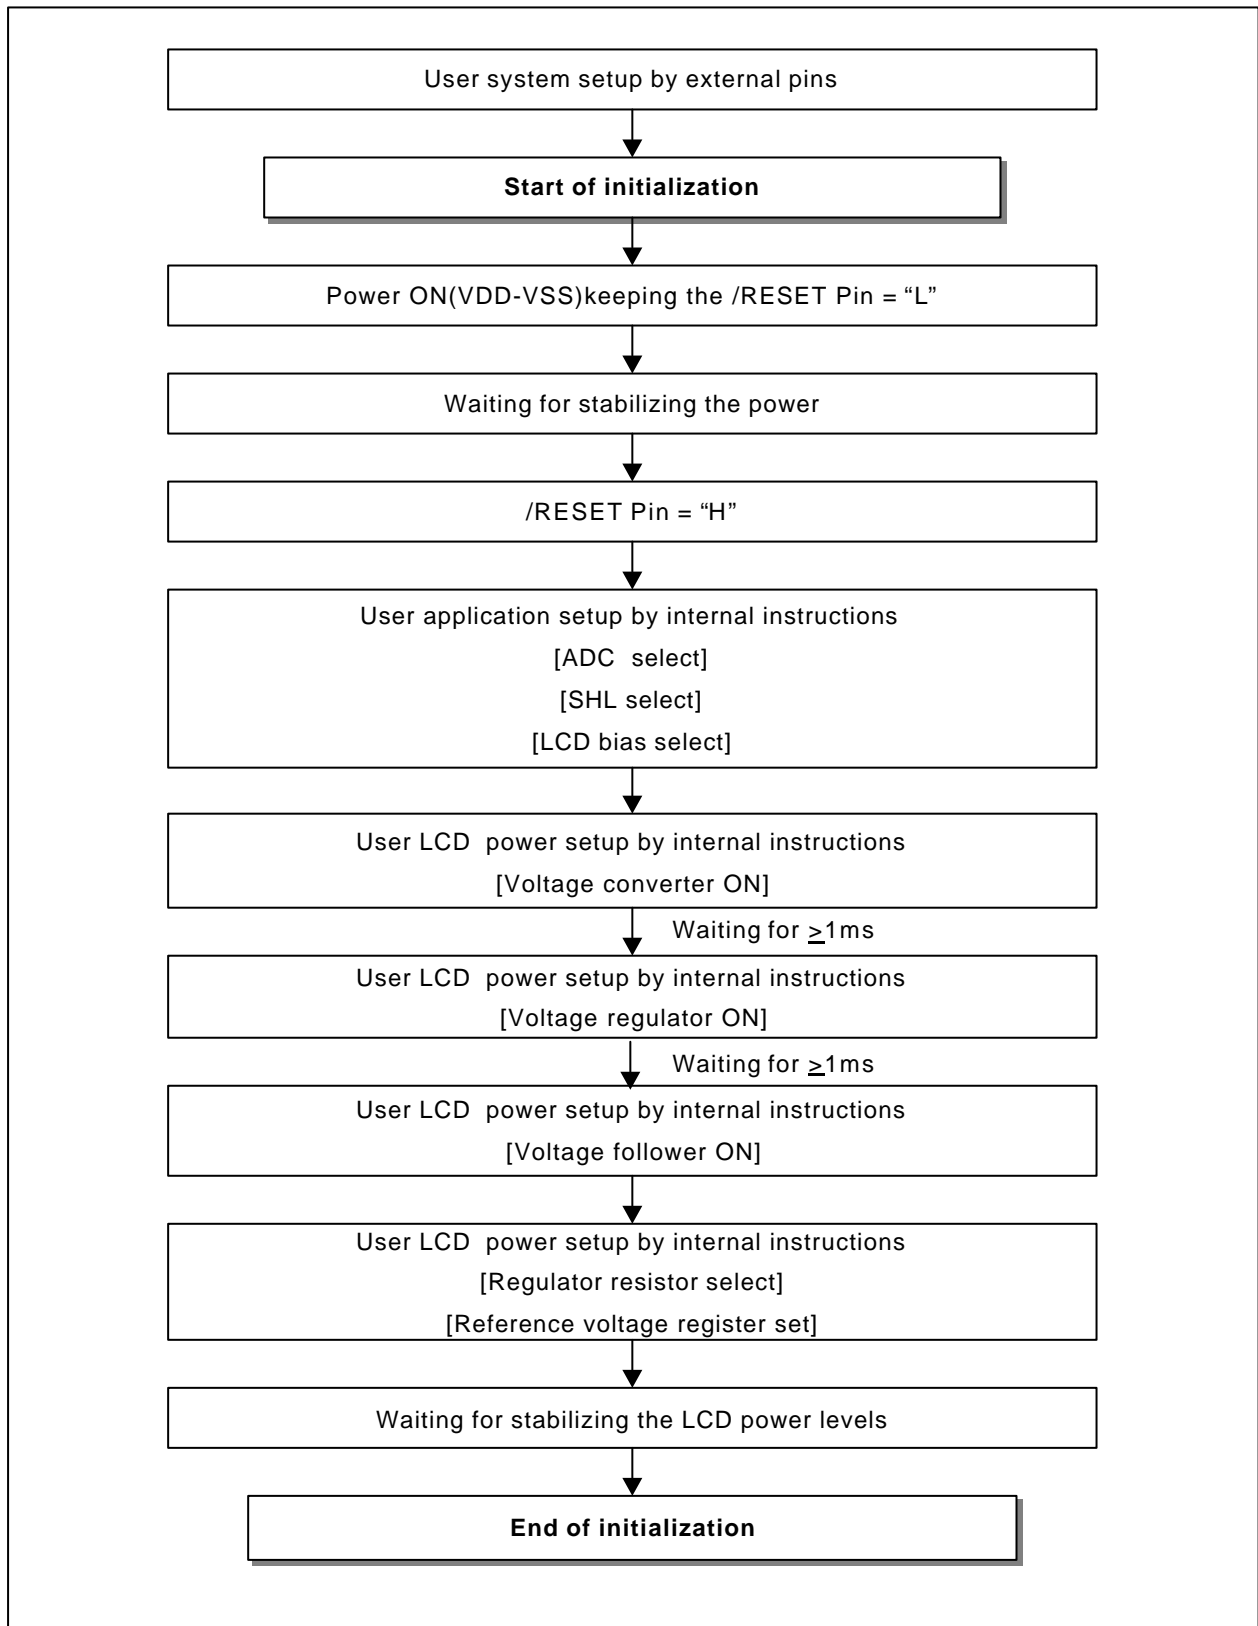 User system setup by external pins
Start of initialization
Power ON(VDD-VSS)keeping the /RESET Pin = “L”
Waiting for stabilizing the power
/RESET Pin = “H”
User application setup by internal instructions
[ADC  select]
[SHL select]
[LCD bias select]
User LCD  power setup by internal instructions
[Voltage converter ON]
Waiting for ≥1ms
User LCD  power setup by internal instructions
[Voltage regulator ON]
Waiting for ≥1ms
User LCD  power setup by internal instructions
[Voltage follower ON]
User LCD  power setup by internal instructions
[Regulator resistor select]
[Reference voltage register set]
Waiting for stabilizing the LCD power levels
End of initialization